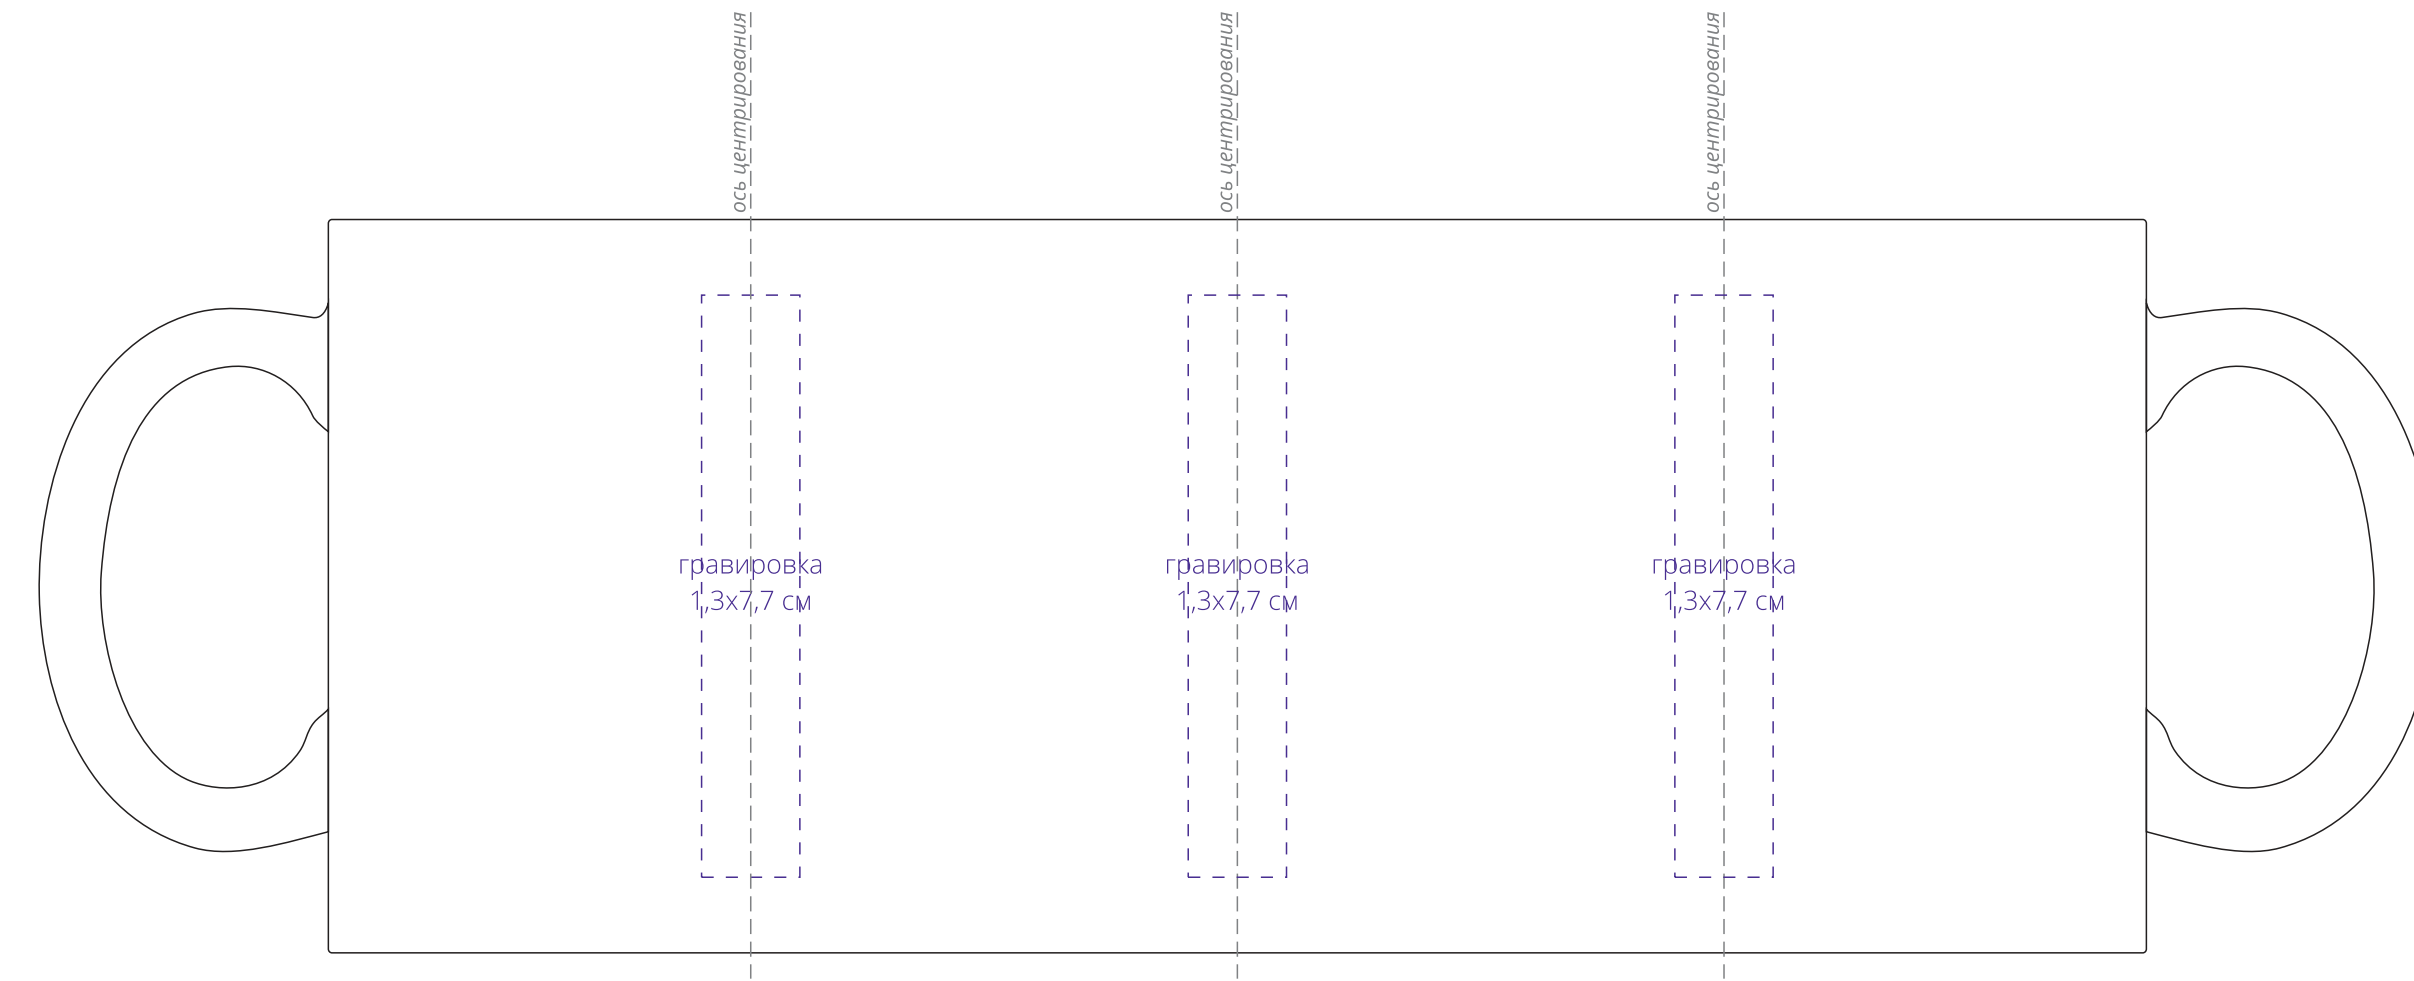 ось центрирования
ось центрирования
ось центрирования
гравировка
1,3х7,7 см
гравировка
1,3х7,7 см
гравировка
1,3х7,7 см